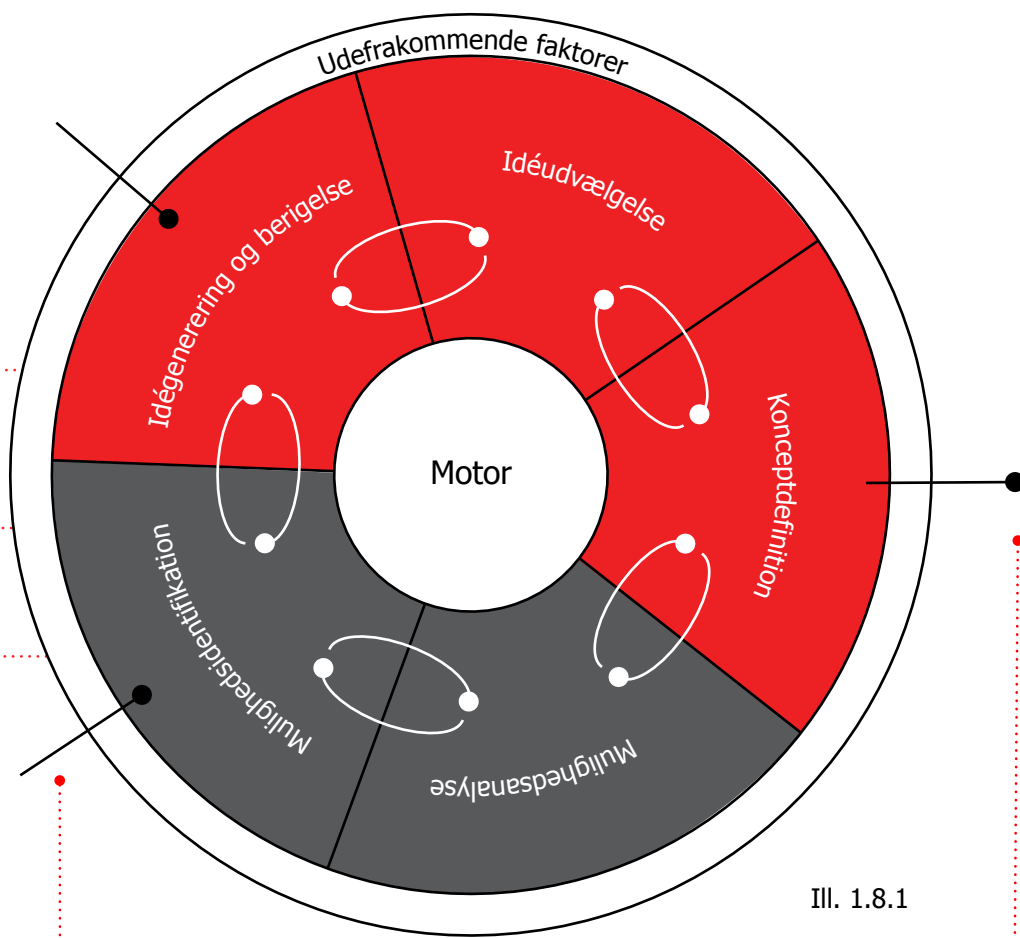 Udefrakommende faktorer
Idéudvælgelse
Idégenerering og berigelse
Konceptdefinition
Motor
Mulighedsidentifikation
Mulighedsanalyse
Ill. 1.8.1